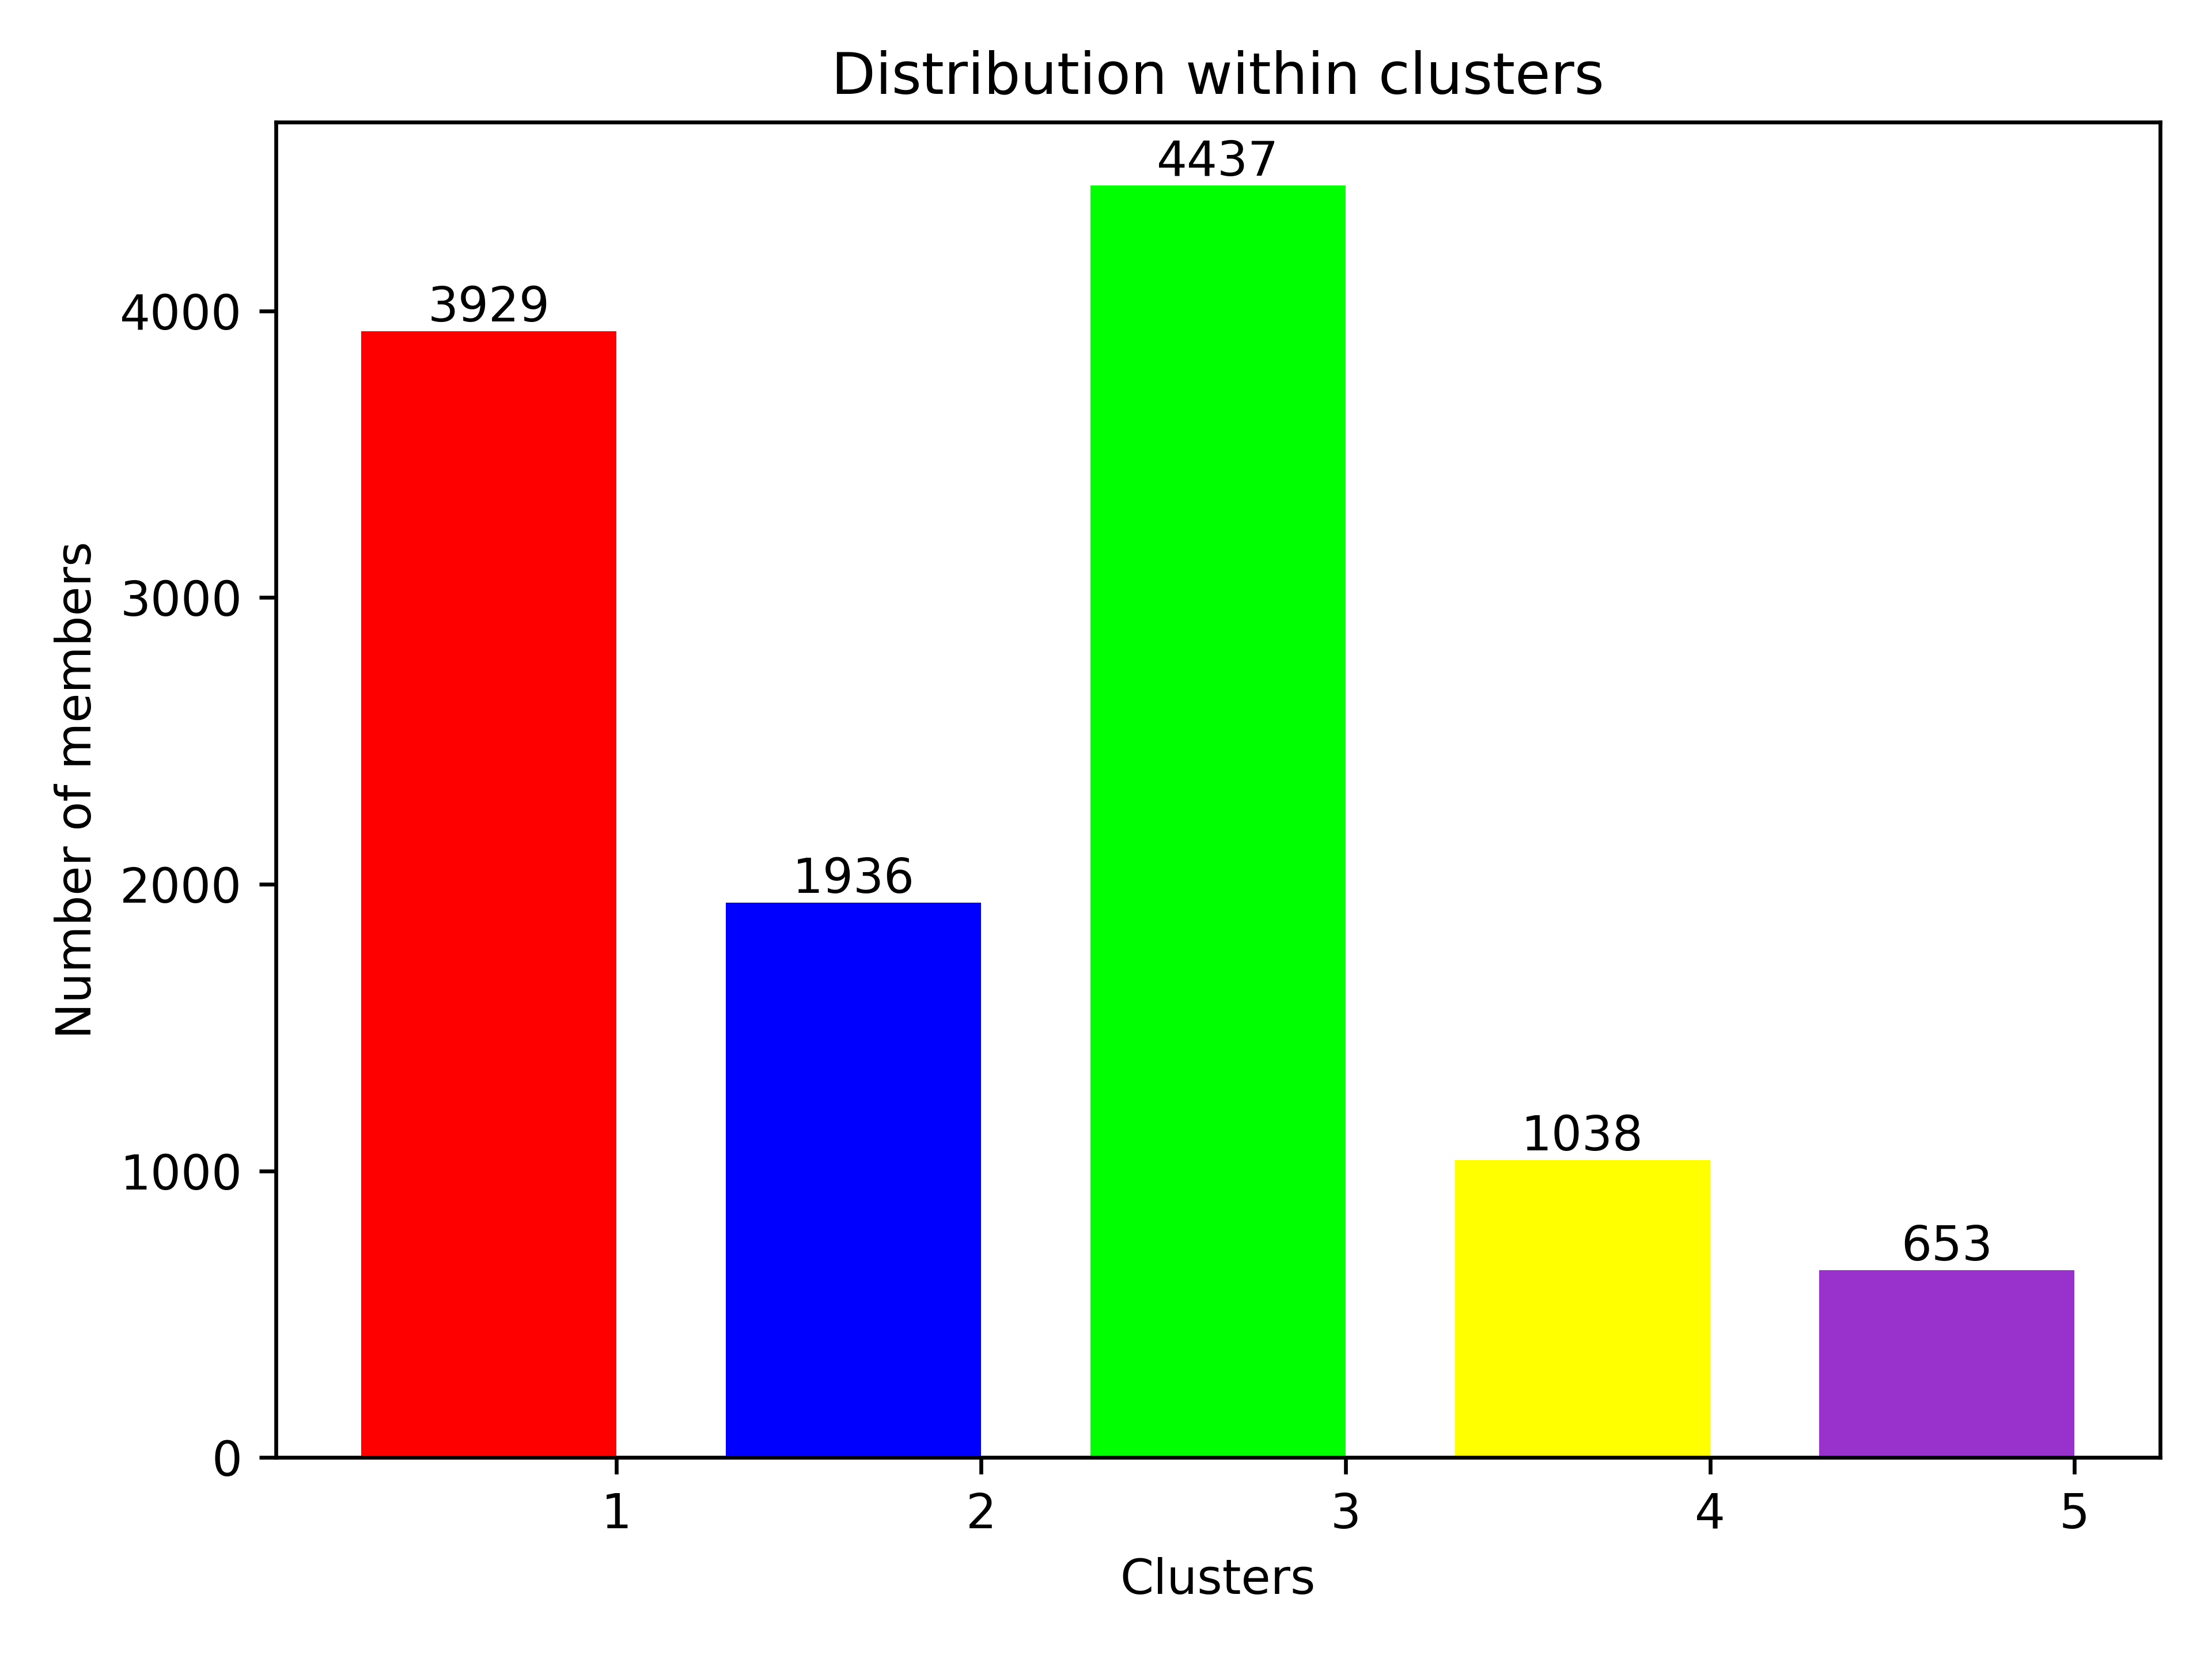 Distribution within clusters
4437
3929
4000
3000
Number of members
1936
2000
1038
1000
653
0
1 2 3 4 5
Clusters